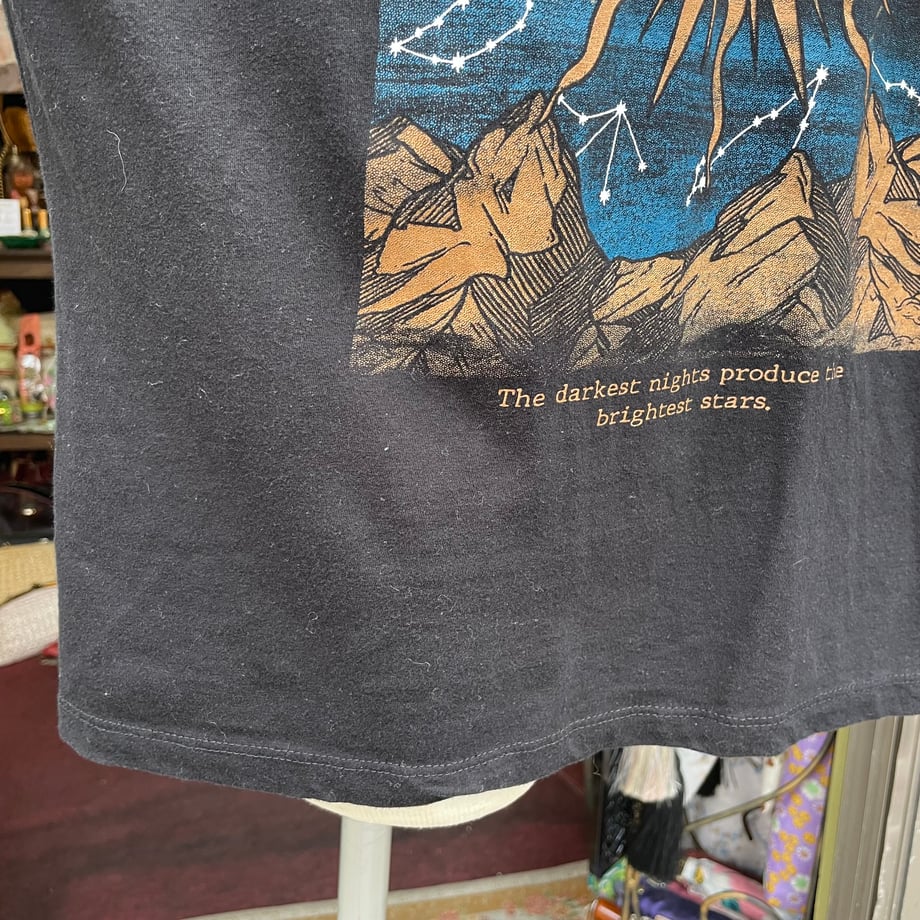 The darkest nights produce the
brightest stars.